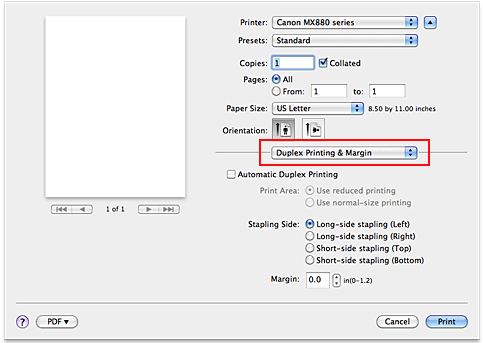 Printer: Canon MX880 series
Presets: Standard
Copies: 1 Collated
Pages: All
From: 1 to: 1
Paper Size: US Letter 8.50 by 11.00 inches
Orientation:
Duplex Printing & Margin
Automatic Duplex Printing
Print Area: Use reduced printing
Use normal-size printing
1 of 1
Stapling Side: Long-side stapling (Left)
Long-side stapling (Right)
Short-side stapling (Top)
Short-side stapling (Bottom)
Margin: 0.0 in(0-1.2)
? PDF ▾ Cancel Print